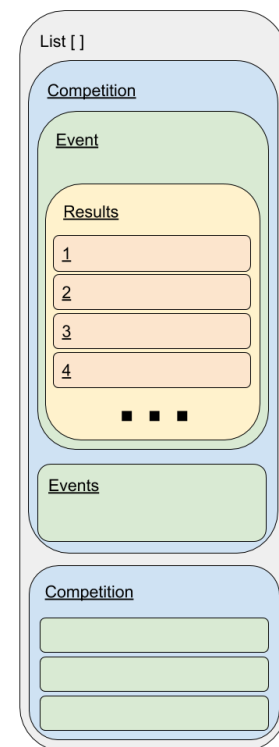 List [ ]
Competition
Event
Results
1
2
3
4
Events
Competition